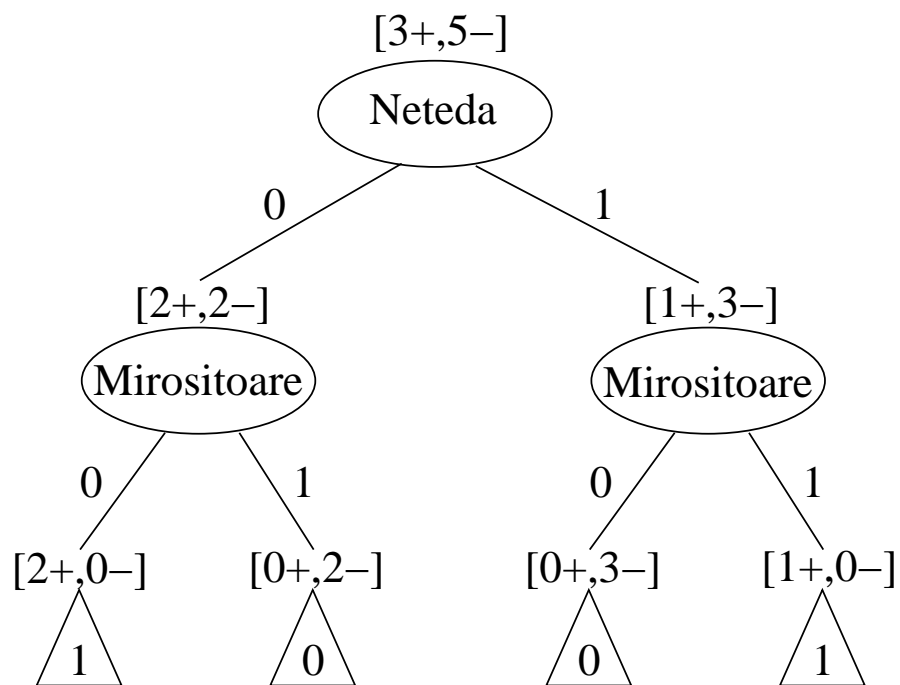 [3+,5−]
Neteda
0 1
[2+,2−] [1+,3−]
Mirositoare Mirositoare
0 1 0 1
[2+,0−] [0+,2−] [0+,3−] [1+,0−]
1 0 0 1